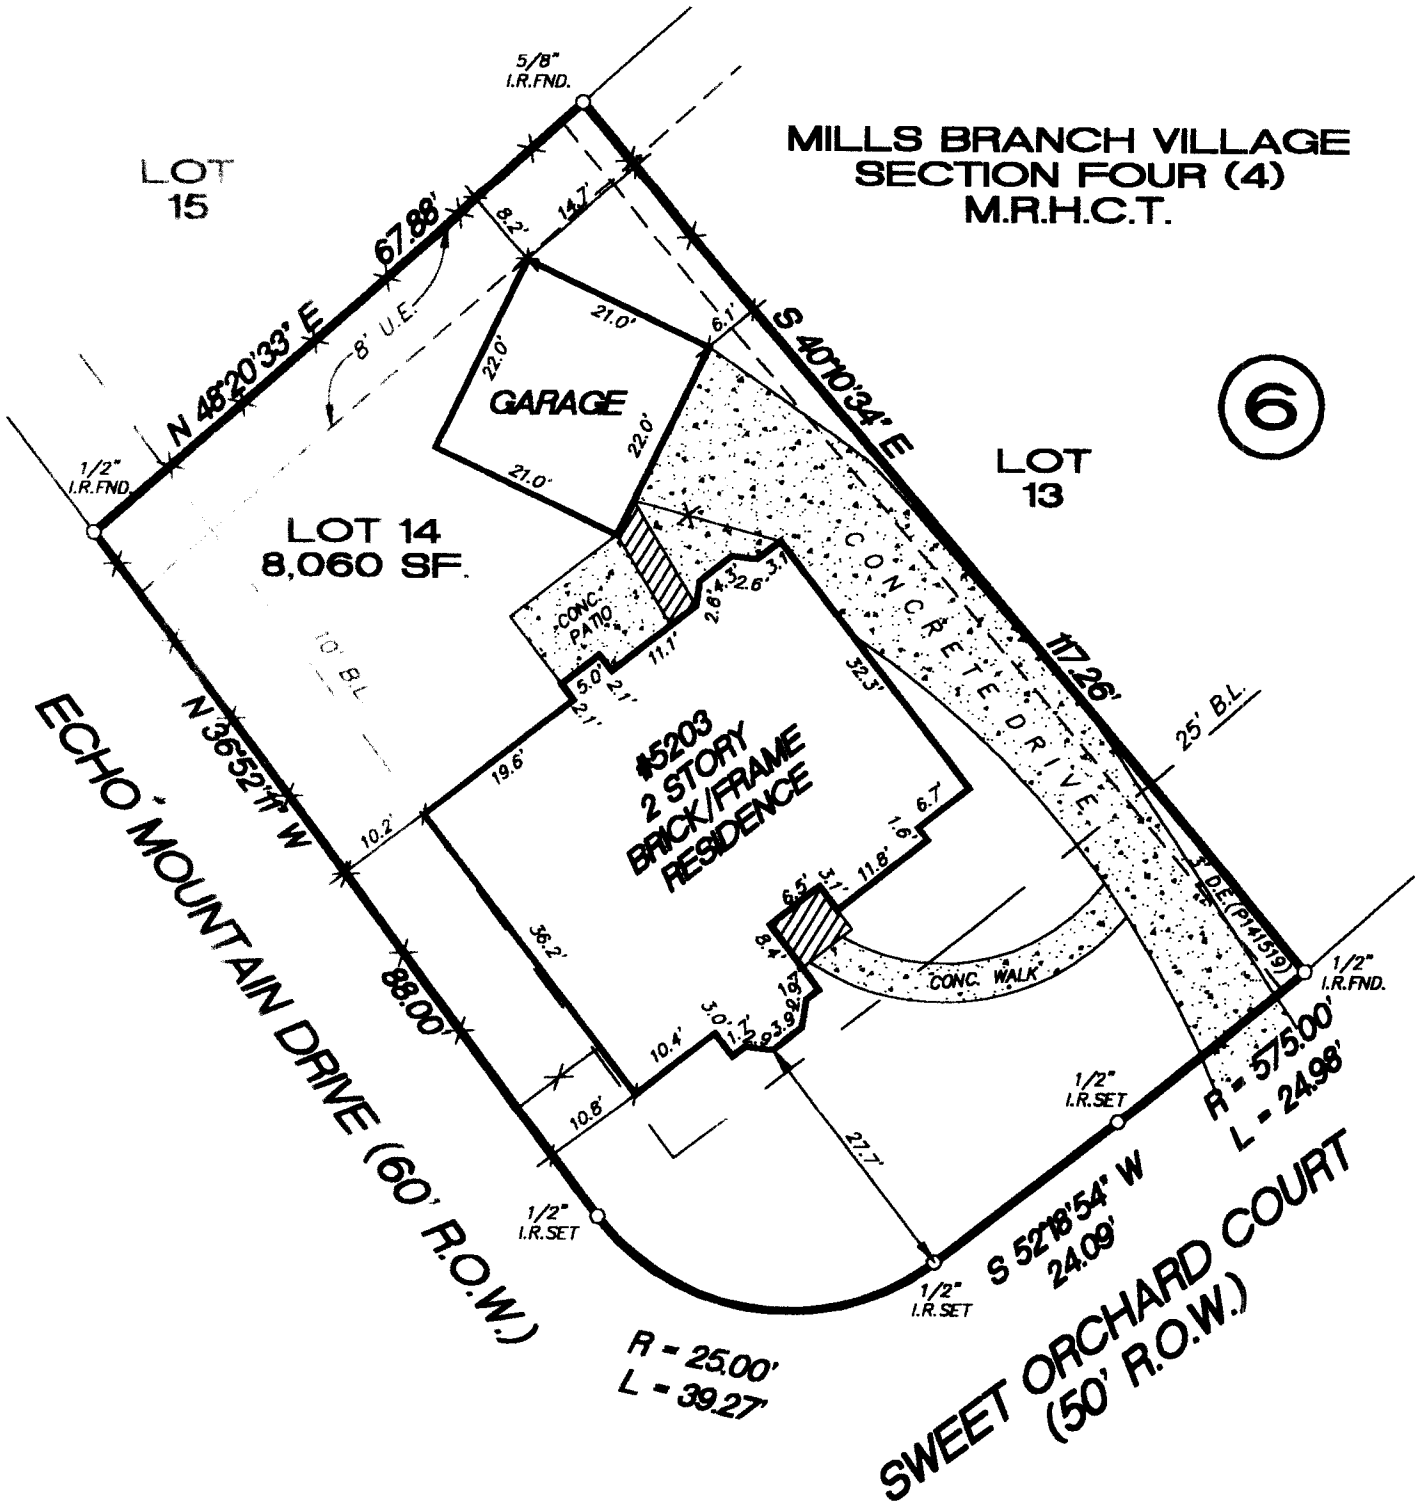 5/8"
I.R.FND.
MILLS BRANCH VILLAGE
SECTION FOUR (4)
M.R.H.C.T.
LOT
15
67.88'
8.2'
14.7'
N 48°20'33" E
8' U.E.
21.0'
6.1'
S 40°10'34" E
22.0'
GARAGE
22.0'
21.0'
6
LOT
13
1/2"
I.R.FND.
LOT 14
8,060 SF.
CONC.
PATIO
2.6'
4.3'
2.6'
3.1'
11.1'
5.0'
2.1'
2.1'
CONCRETE DRIVE
32.3'
117.26'
10' B.L.
25' B.L.
N 36°52'11" W
19.6'
#5203
2 STORY
BRICK/FRAME
RESIDENCE
10.2'
6.7'
1.6'
11.8'
6.5'
3.1'
8.4'
3' D.E.(P141519)
36.2'
CONC. WALK
1/2"
I.R.FND.
88.00'
ECHO MOUNTAIN DRIVE (60' R.O.W.)
3.0'
1.7'
2.9'
3.9'
2.9'
10.4'
10.8'
27.7'
1/2"
I.R.SET
R = 575.00'
L = 24.98'
1/2"
I.R.SET
1/2"
I.R.SET
S 52°18'54" W
24.09'
R = 25.00'
L = 39.27'
SWEET ORCHARD COURT
(50' R.O.W.)